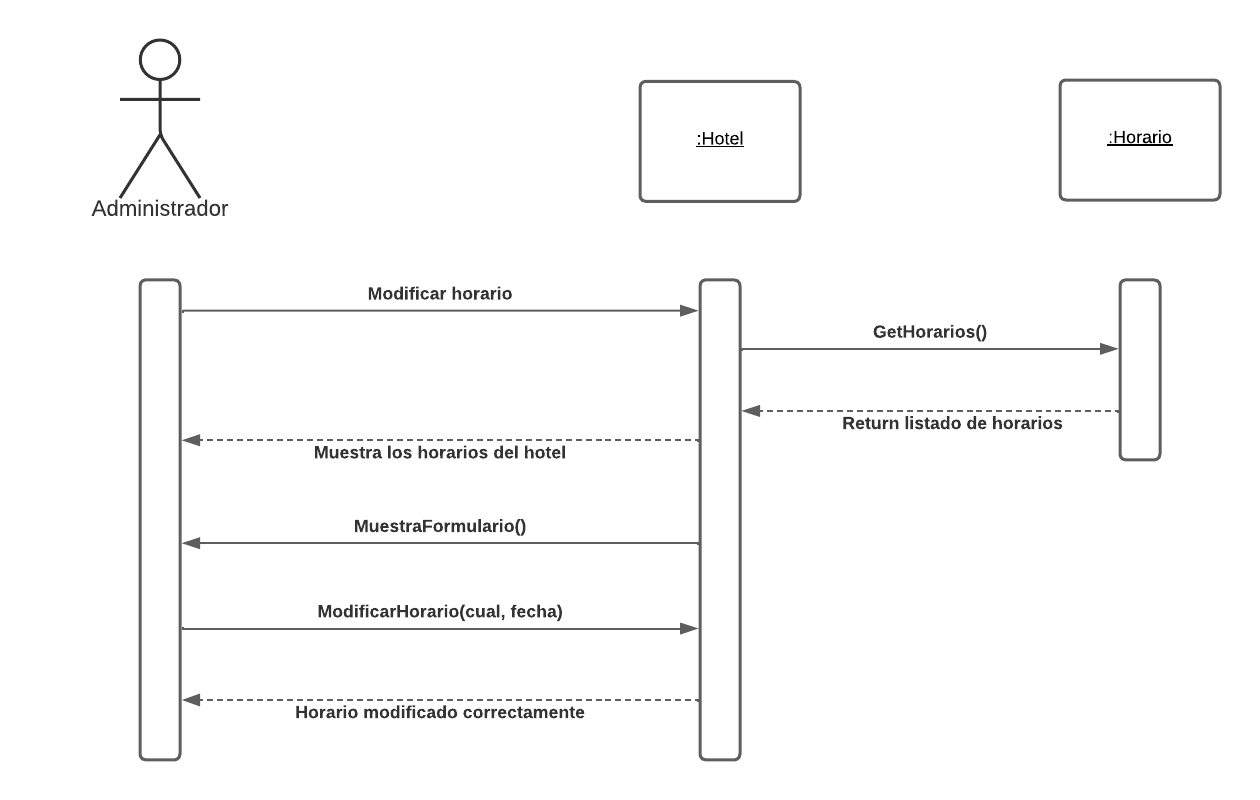 Administrador
:Hotel
:Horario
Modificar horario
GetHorarios()
Return listado de horarios
Muestra los horarios del hotel
MuestraFormulario()
ModificarHorario(cual, fecha)
Horario modificado correctamente